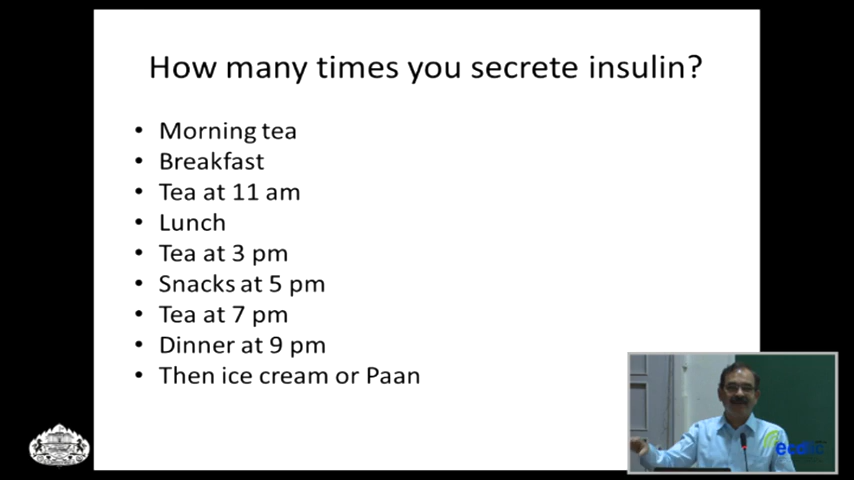 How many times you secrete insulin?
• Morning tea
• Breakfast
• Tea at 11 am
• Lunch
• Tea at 3 pm
• Snacks at 5 pm
• Tea at 7 pm
• Dinner at 9 pm
• Then ice cream or Paan